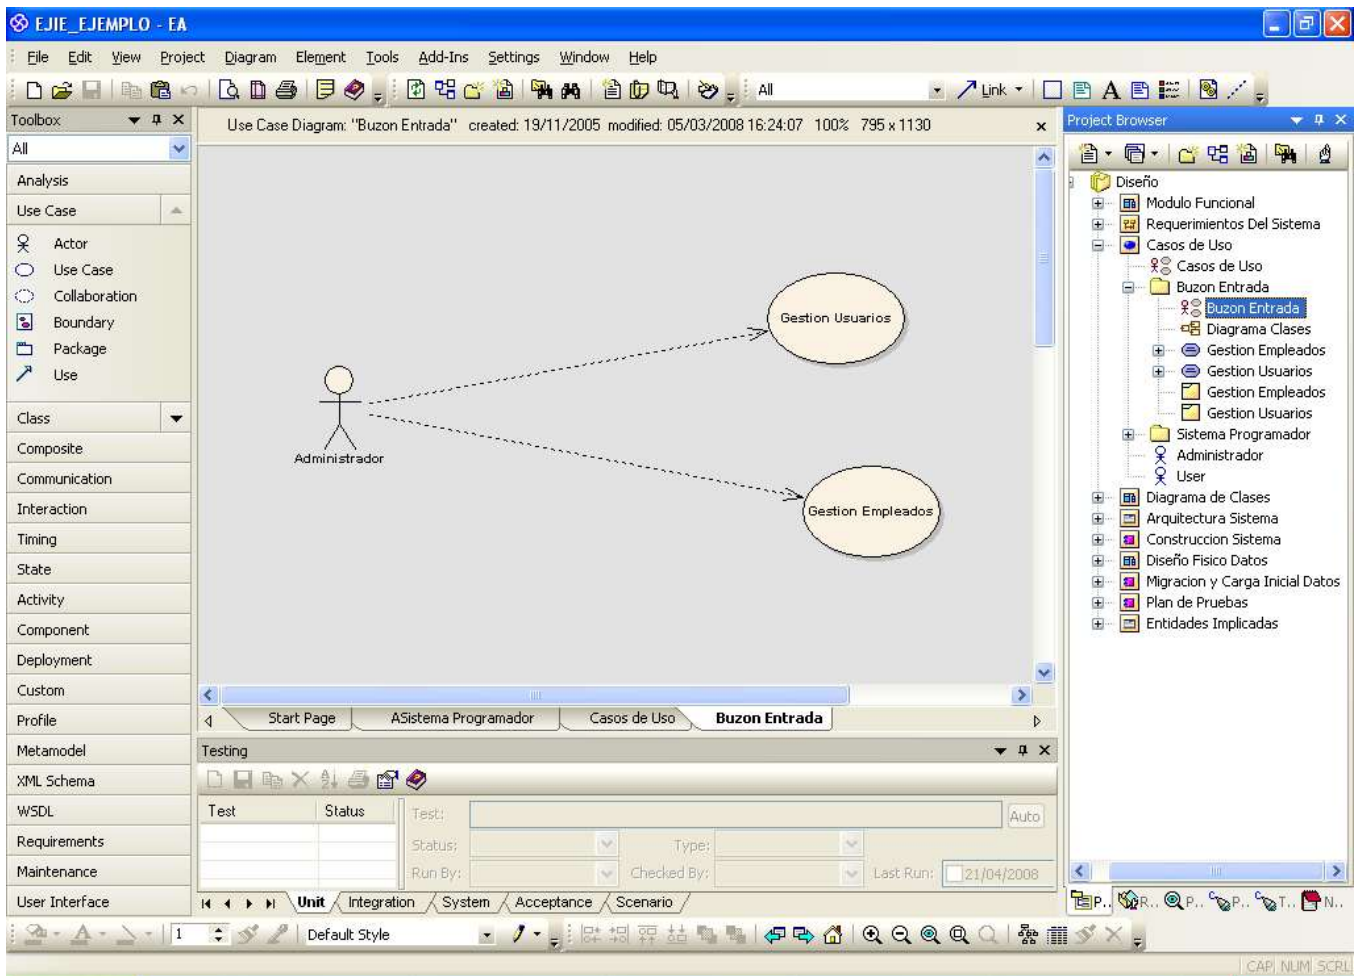 EJIE_EJEMPLO - EA
File Edit View Project Diagram Element Tools Add-Ins Settings Window Help
All Link
Toolbox
All
Analysis
Use Case
Actor
Use Case
Collaboration
Boundary
Package
Use
Class
Composite
Communication
Interaction
Timing
State
Activity
Component
Deployment
Custom
Profile
Metamodel
XML Schema
WSDL
Requirements
Maintenance
User Interface
Use Case Diagram: "Buzon Entrada" created: 19/11/2005 modified: 05/03/2008 16:24:07 100% 795 x 1130
Gestion Usuarios
Administrador
Gestion Empleados
Start Page ASistema Programador Casos de Uso Buzon Entrada
Testing
Test Status
Test: Auto
Status: Type:
Run By: Checked By: Last Run: 21/04/2008
Unit Integration System Acceptance Scenario
Project Browser
Diseño
Modulo Funcional
Requerimientos Del Sistema
Casos de Uso
Casos de Uso
Buzon Entrada
Buzon Entrada
Diagrama Clases
Gestion Empleados
Gestion Usuarios
Gestion Empleados
Gestion Usuarios
Sistema Programador
Administrador
User
Diagrama de Clases
Arquitectura Sistema
Construccion Sistema
Diseño Fisico Datos
Migracion y Carga Inicial Datos
Plan de Pruebas
Entidades Implicadas
P.. R.. P.. P.. T.. N..
1 Default Style
CAP NUM SCRL